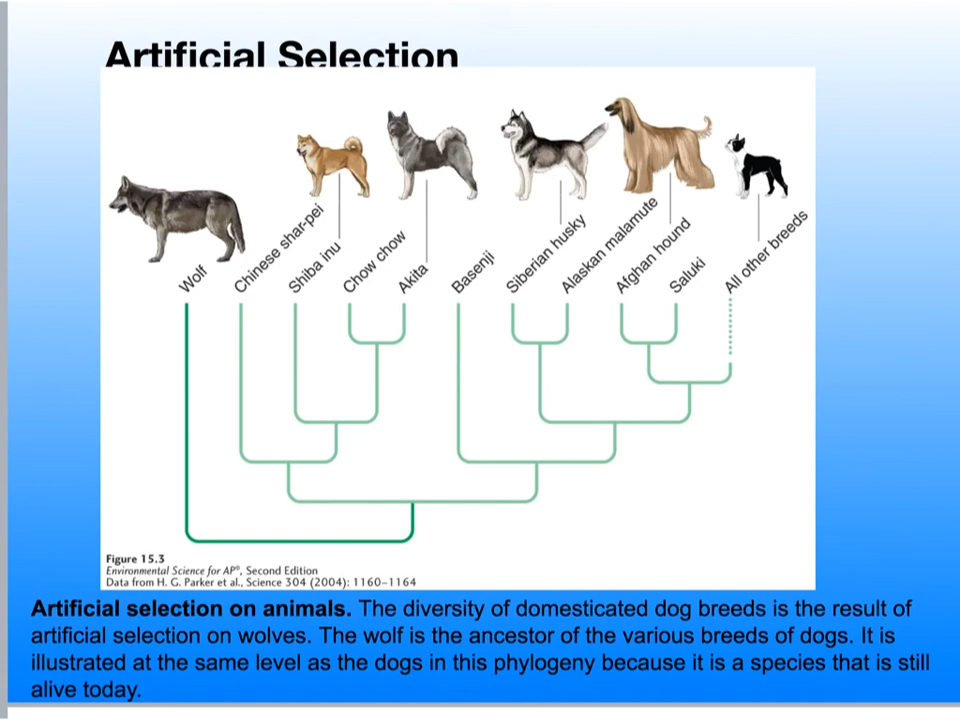 Artificial Selection
Wolf
Chinese shar-pei
Shiba inu
Chow chow
Akita
Basenji
Siberian husky
Alaskan malamute
Afghan hound
Saluki
All other breeds
Figure 15.3
Environmental Science for AP®, Second Edition
Data from H. G. Parker et al., Science 304 (2004): 1160–1164
Artificial selection on animals. The diversity of domesticated dog breeds is the result of
artificial selection on wolves. The wolf is the ancestor of the various breeds of dogs. It is
illustrated at the same level as the dogs in this phylogeny because it is a species that is still
alive today.